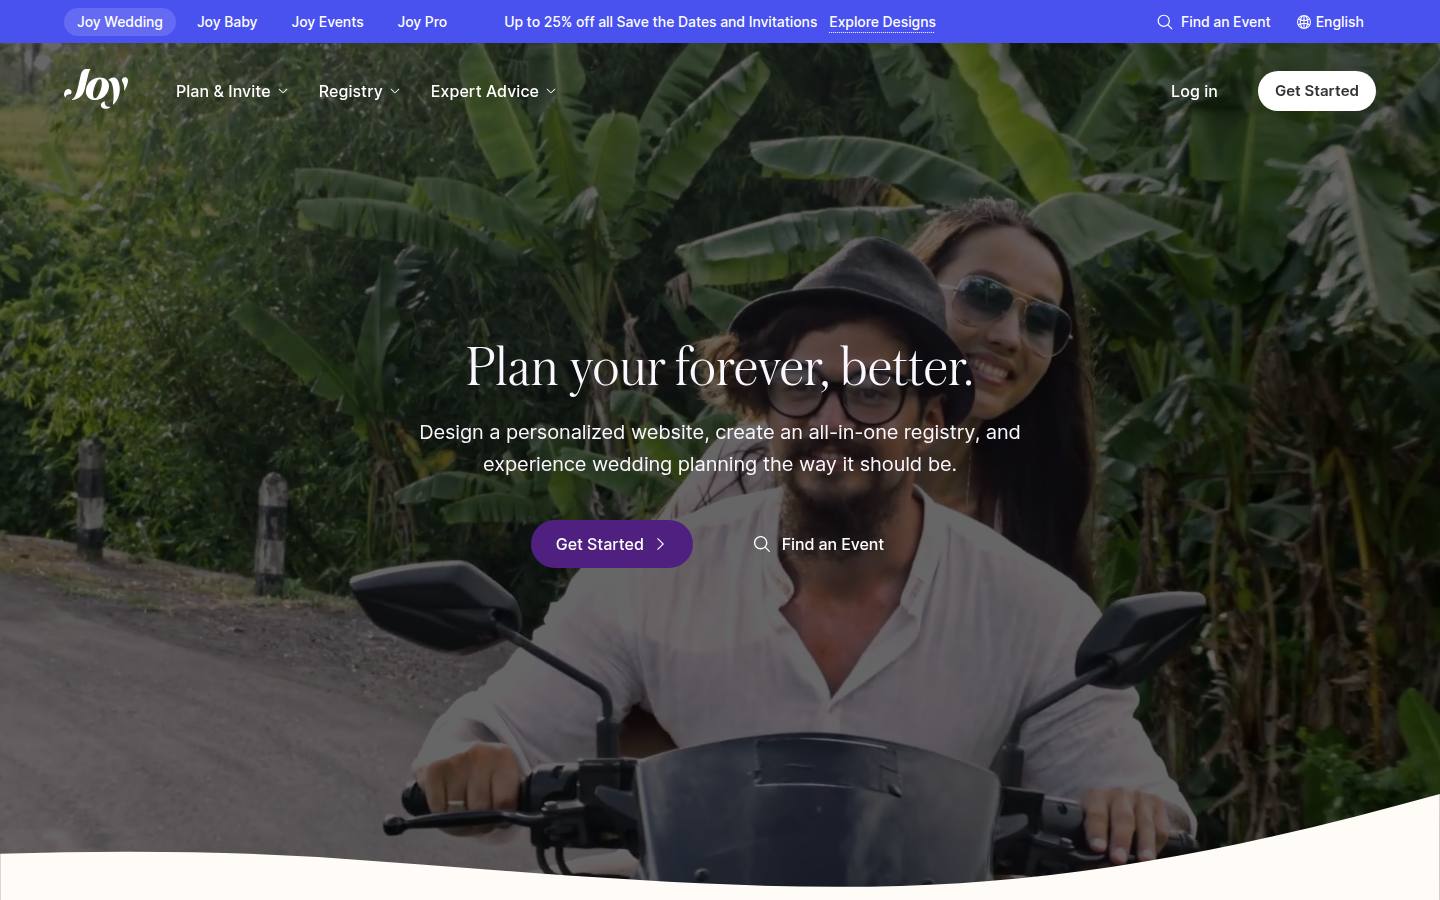 Joy Wedding
Joy Baby
Joy Events
Joy Pro
Up to 25% off all Save the Dates and Invitations Explore Designs
Find an Event
English
Joy
Plan & Invite
Registry
Expert Advice
Log in
Get Started
Plan your forever, better.
Design a personalized website, create an all-in-one registry, and
experience wedding planning the way it should be.
Get Started
Find an Event